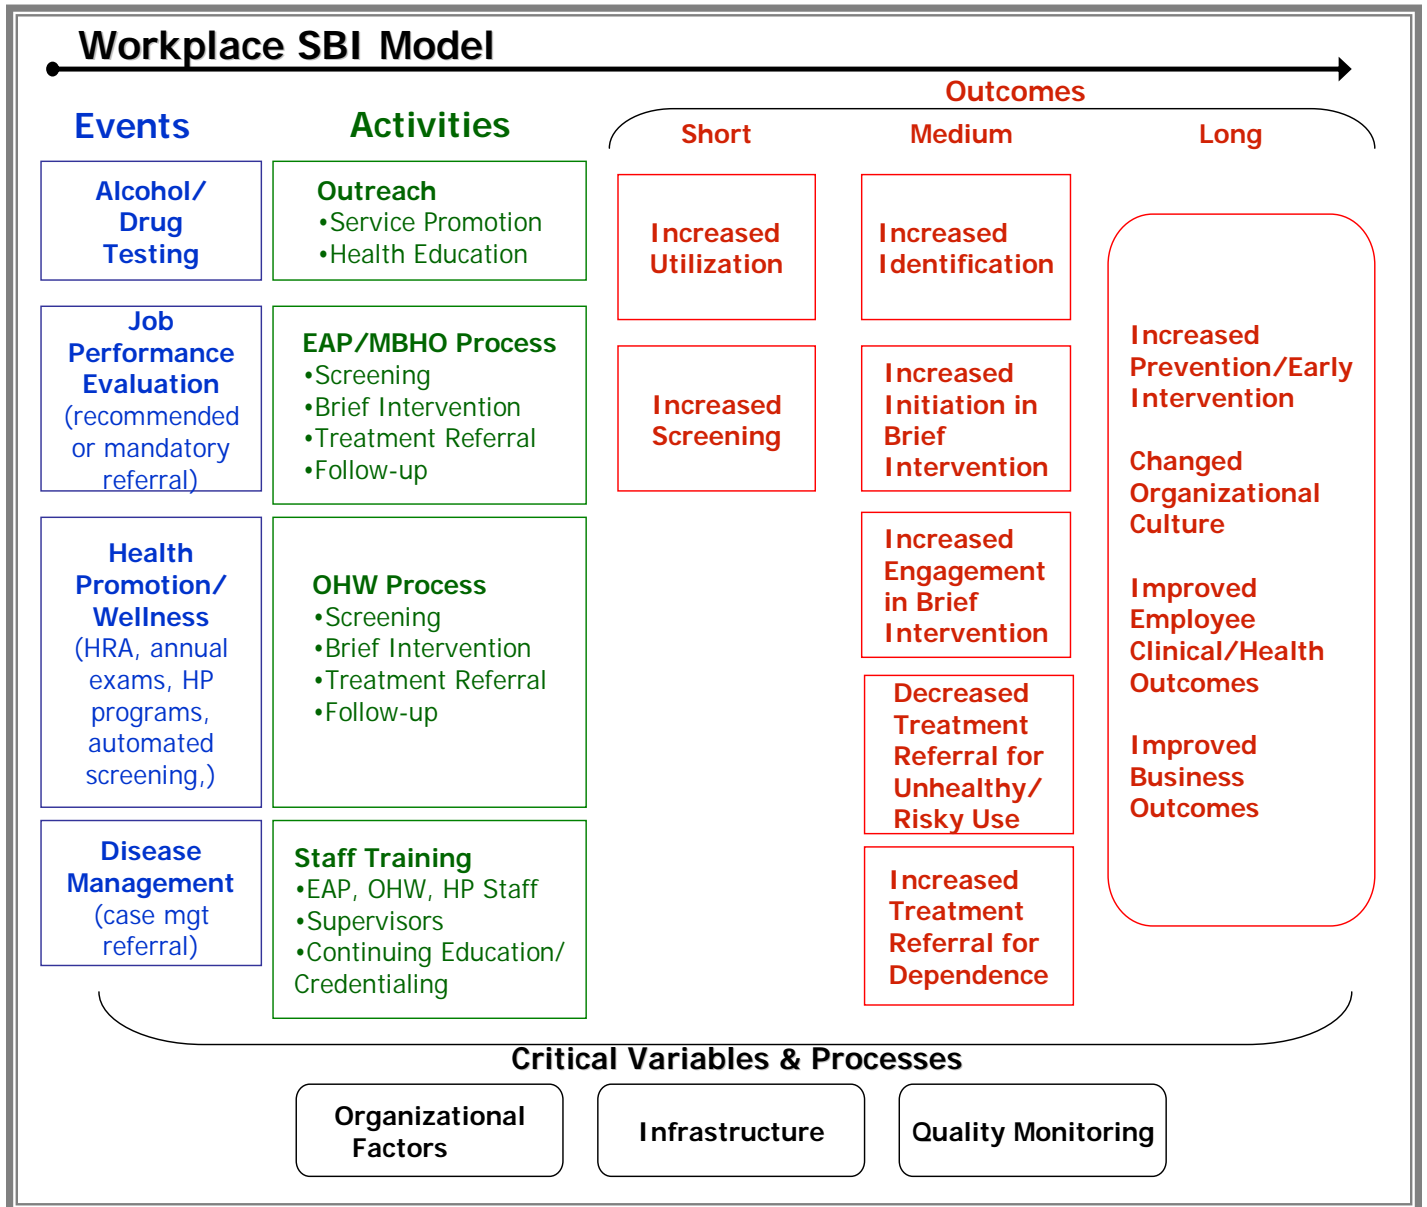 Workplace SBI Model
Outcomes
Events
Activities
Short
Medium
Long
Alcohol/
Drug
Testing
Job
Performance
Evaluation
(recommended
or mandatory
referral)
Health
Promotion/
Wellness
(HRA, annual
exams, HP
programs,
automated
screening,)
Disease
Management
(case mgt
referral)
Outreach
•Service Promotion
•Health Education
EAP/MBHO Process
•Screening
•Brief Intervention
•Treatment Referral
•Follow-up
OHW Process
•Screening
•Brief Intervention
•Treatment Referral
•Follow-up
Staff Training
•EAP, OHW, HP Staff
•Supervisors
•Continuing Education/
Credentialing
Increased
Utilization
Increased
Screening
Increased
Identification
Increased
Initiation in
Brief
Intervention
Increased
Engagement
in Brief
Intervention
Decreased
Treatment
Referral for
Unhealthy/
Risky Use
Increased
Treatment
Referral for
Dependence
Increased
Prevention/Early
Intervention
Changed
Organizational
Culture
Improved
Employee
Clinical/Health
Outcomes
Improved
Business
Outcomes
Critical Variables & Processes
Organizational
Factors
Infrastructure
Quality Monitoring